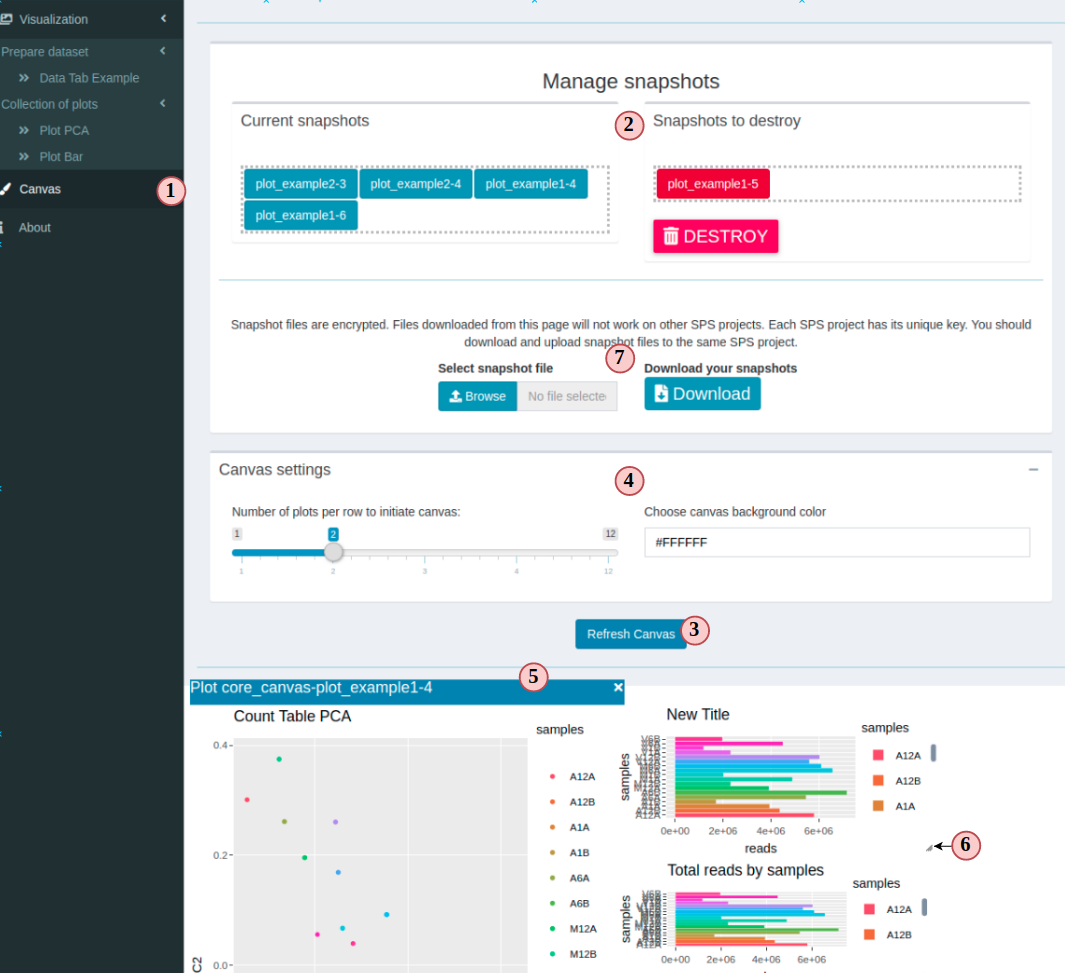 Visualization
Prepare dataset
Data Tab Example
Collection of plots
Plot PCA
Plot Bar
Canvas
1
About
Manage snapshots
Current snapshots
2
Snapshots to destroy
plot_example2-3
plot_example2-4
plot_example1-4
plot_example1-6
plot_example1-5
DESTROY
Snapshot files are encrypted. Files downloaded from this page will not work on other SPS projects. Each SPS project has its unique key. You should
download and upload snapshot files to the same SPS project.
7
Select snapshot file
Download your snapshots
Browse
No file selecte
Download
Canvas settings
4
Number of plots per row to initiate canvas:
1
2
12
1
2
3
4
12
Choose canvas background color
#FFFFFF
Refresh Canvas
3
5
Plot core_canvas-plot_example1-4
×
Count Table PCA
samples
0.4
0.2
0.0
C2
A12A
A12B
A1A
A1B
A6A
A6B
M12A
M12B
New Title
samples
samples
A12A
A12B
A1A
0e+00
2e+06
4e+06
6e+06
reads
6
Total reads by samples
samples
samples
A12A
A12B
0e+00
2e+06
4e+06
6e+06